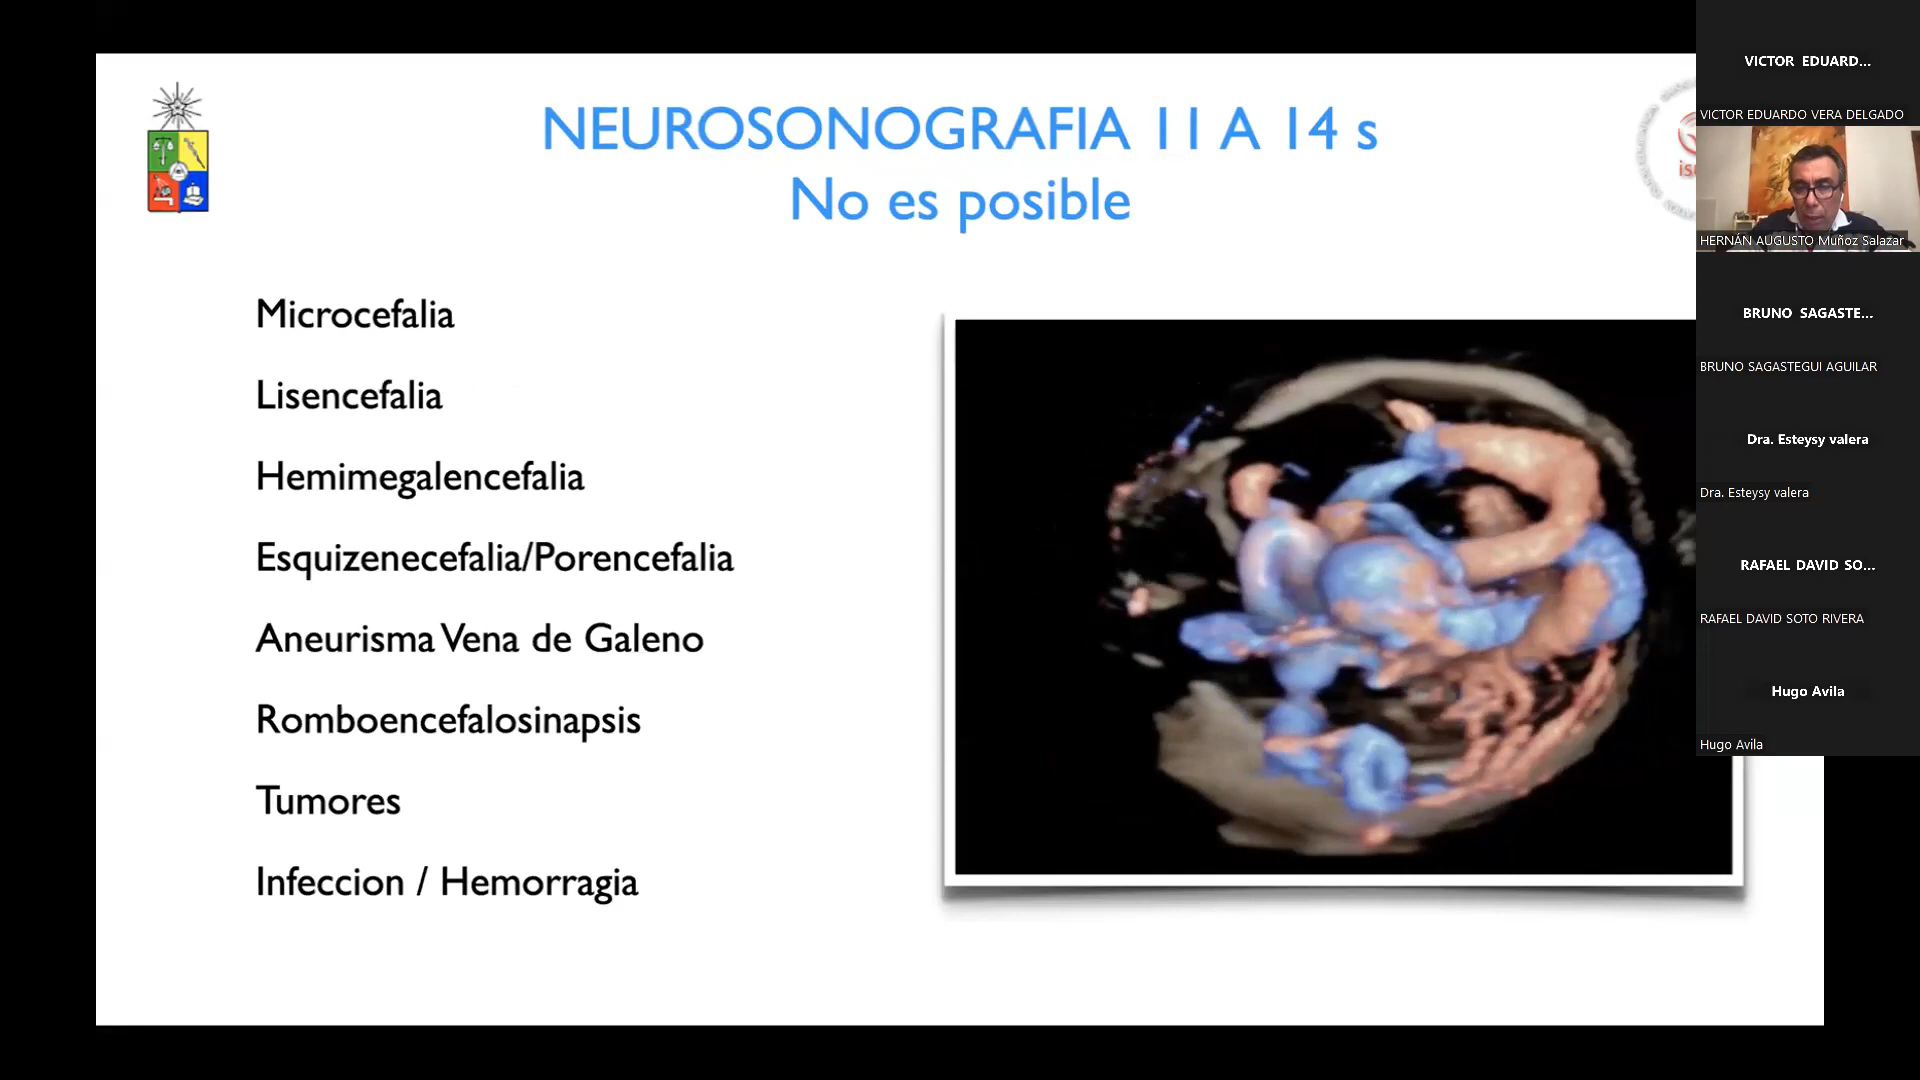 NEUROSONOGRAFIA 11 A 14 s
No es posible
Microcefalia
Lisencefalia
Hemimegalencefalia
Esquizenecefalia/Porencefalia
Aneurisma Vena de Galeno
Romboencefalosinapsis
Tumores
Infeccion / Hemorragia
VICTOR EDUARD...
VICTOR EDUARDO VERA DELGADO
HERNÁN AUGUSTO Muñoz Salazar
BRUNO SAGASTE...
BRUNO SAGASTEGUI AGUILAR
Dra. Esteysy valera
Dra. Esteysy valera
RAFAEL DAVID SO...
RAFAEL DAVID SOTO RIVERA
Hugo Avila
Hugo Avila